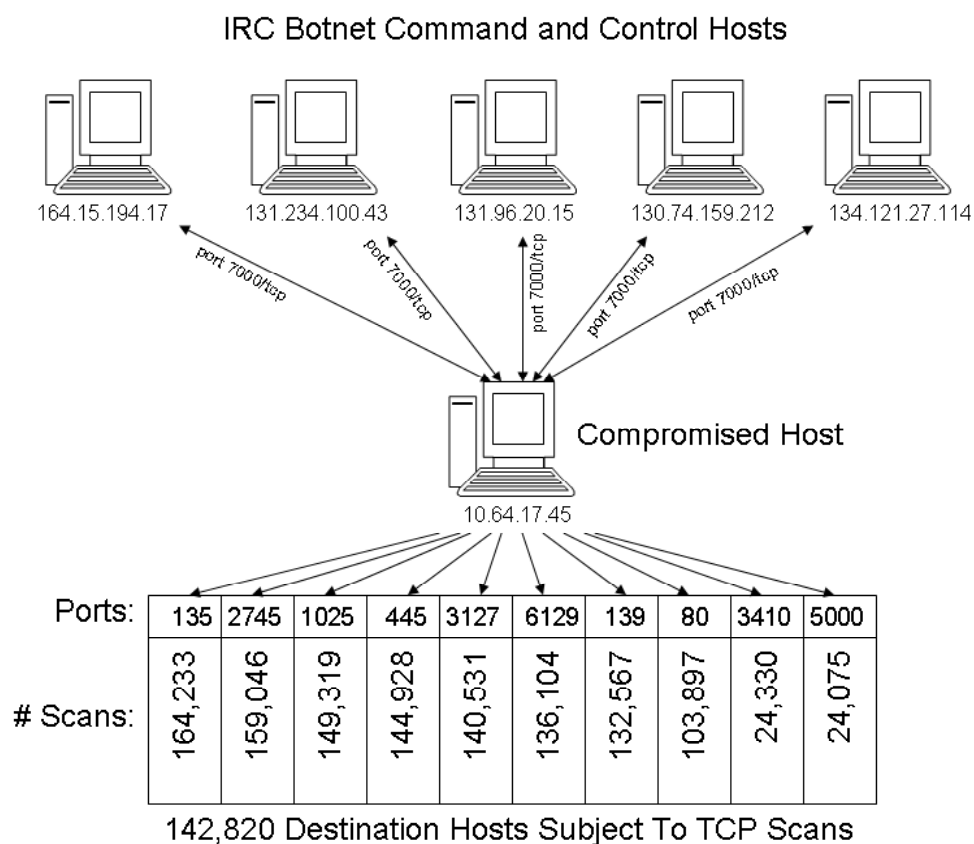 IRC Botnet Command and Control Hosts
164.15.194.17 131.234.100.43 131.96.20.15 130.74.159.212 134.121.27.114
port 7000/tcp port 7000/tcp port 7000/tcp port 7000/tcp port 7000/tcp
Compromised Host
10.64.17.45
Ports: 135 2745 1025 445 3127 6129 139 80 3410 5000
# Scans: 164,233 159,046 149,319 144,928 140,531 136,104 132,567 103,897 24,330 24,075
142,820 Destination Hosts Subject To TCP Scans